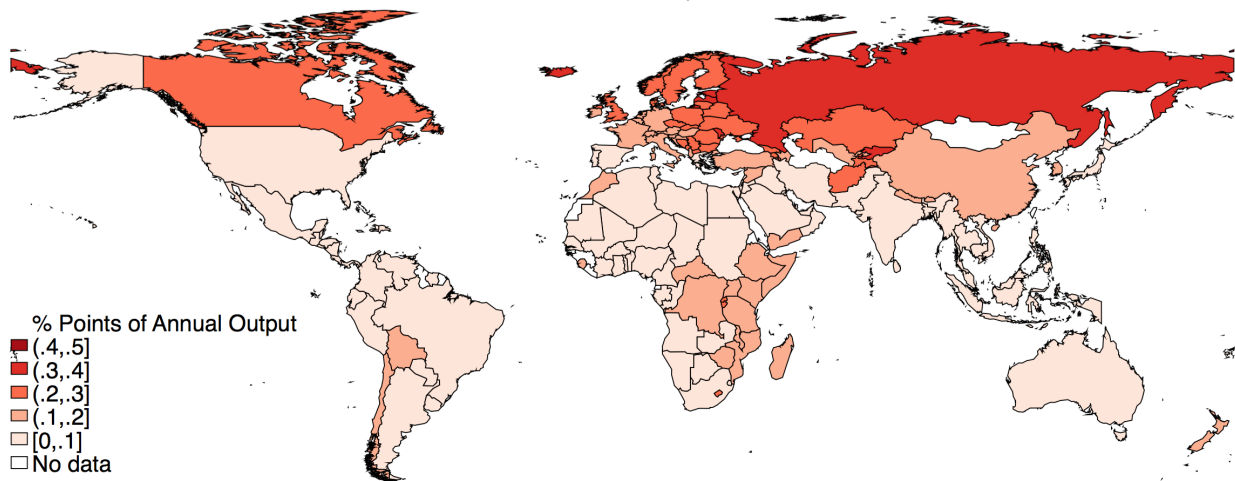 % Points of Annual Output
(.4,.5]
(.3,.4]
(.2,.3]
(.1,.2]
[0,.1]
No data